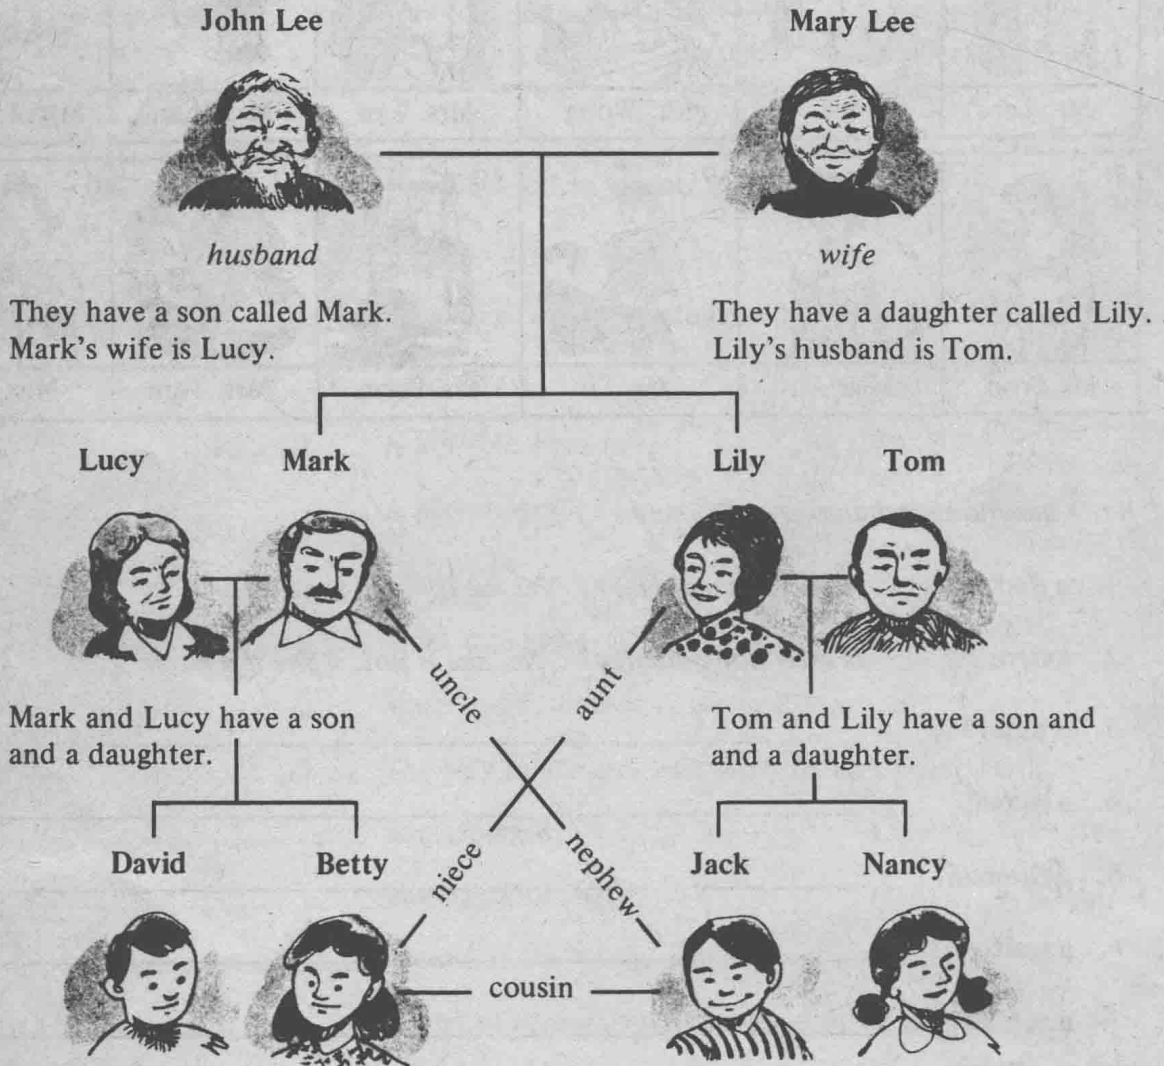 John Lee
Mary Lee
husband
wife
They have a son called Mark.
Mark's wife is Lucy.
They have a daughter called Lily.
Lily's husband is Tom.
Lucy
Mark
Lily
Tom
uncle
aunt
Mark and Lucy have a son
and a daughter.
Tom and Lily have a son and
and a daughter.
niece
nephew
David
Betty
Jack
Nancy
cousin